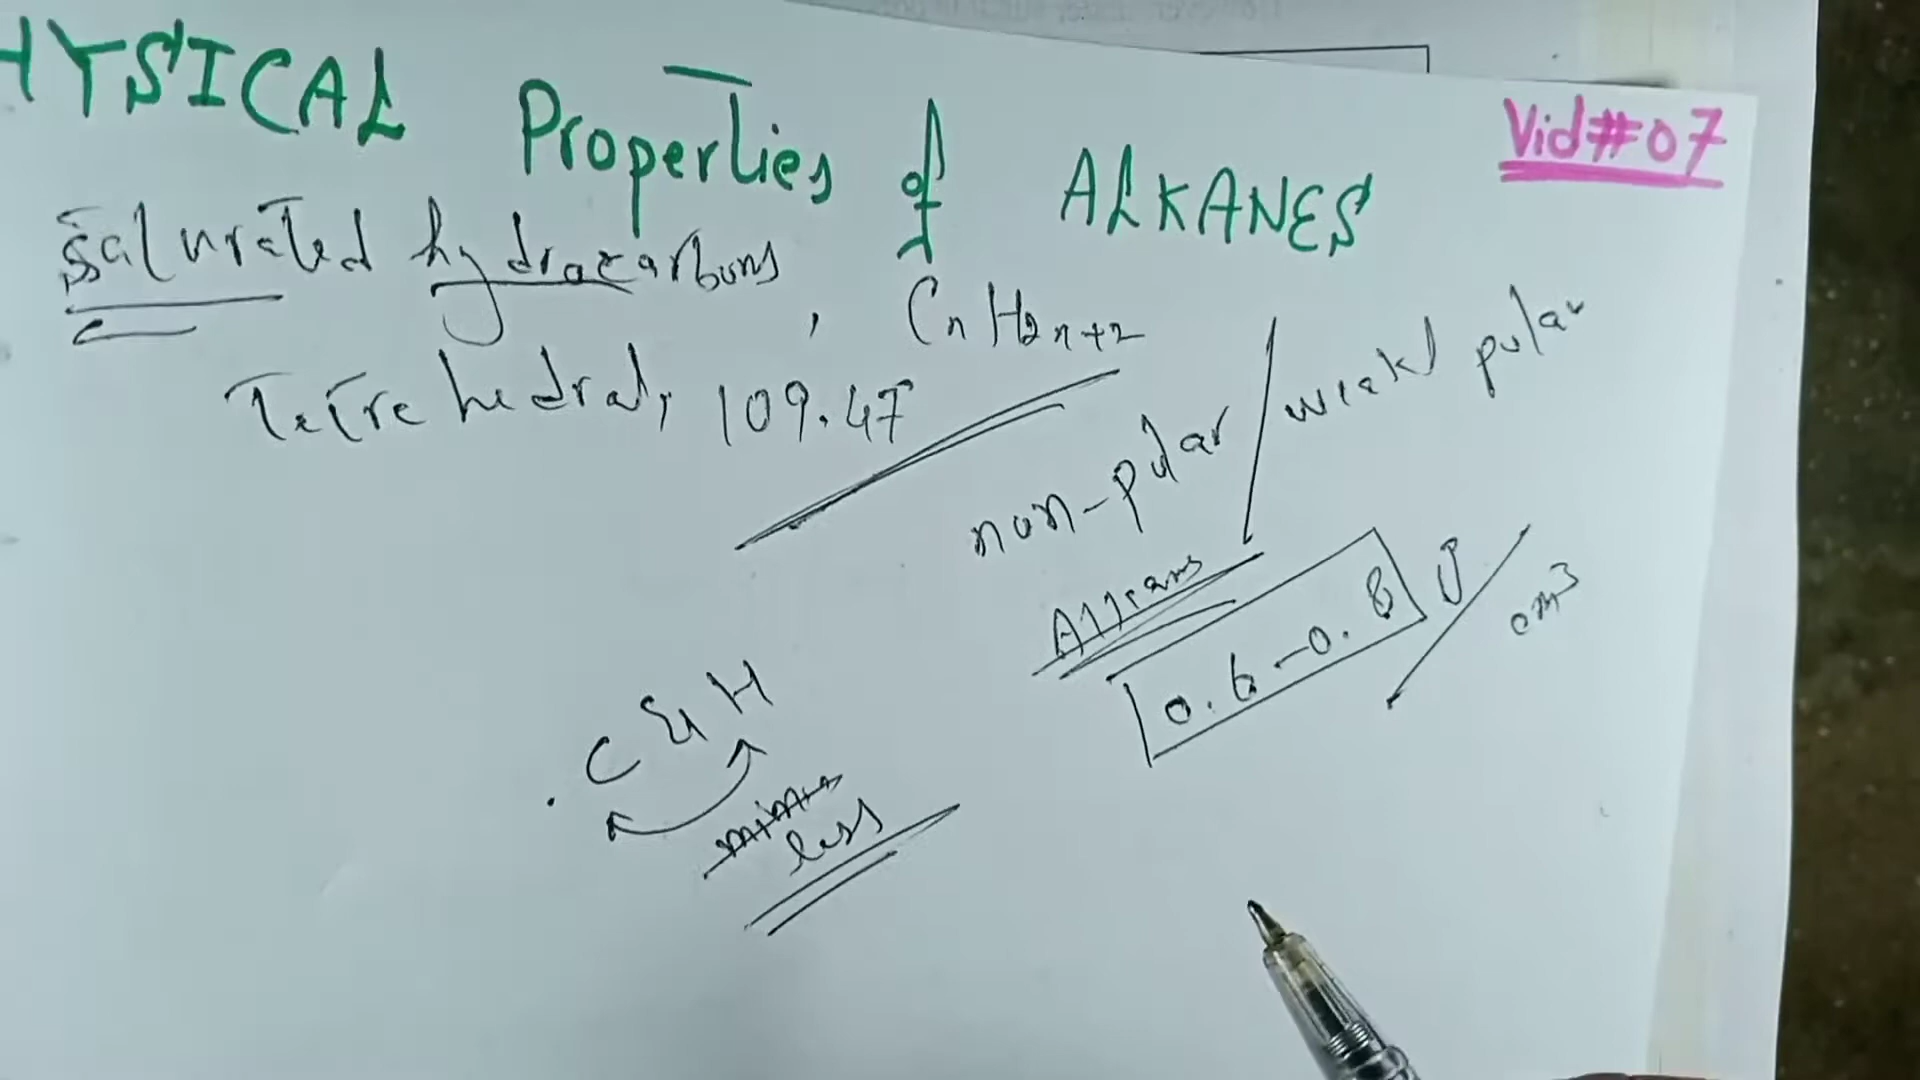 HYSICAL Properties of ALKANES
Vid#07
Saturated hydrocarbons, CnH2n+2
Tetrehedral, 109.47
non-polar / weakl polar
0.6-0.8 g/cm³
C & H
less